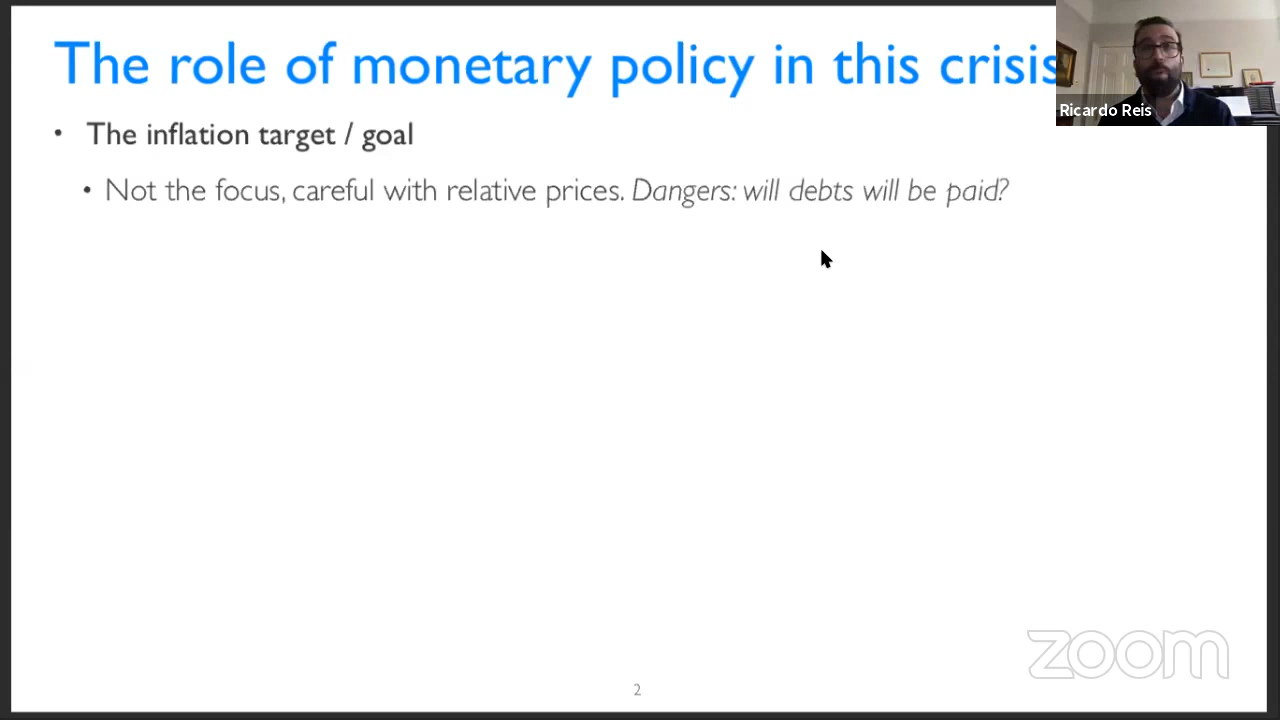 The role of monetary policy in this crisis
Ricardo Reis
• The inflation target / goal
• Not the focus, careful with relative prices. Dangers: will debts will be paid?
zoom
2